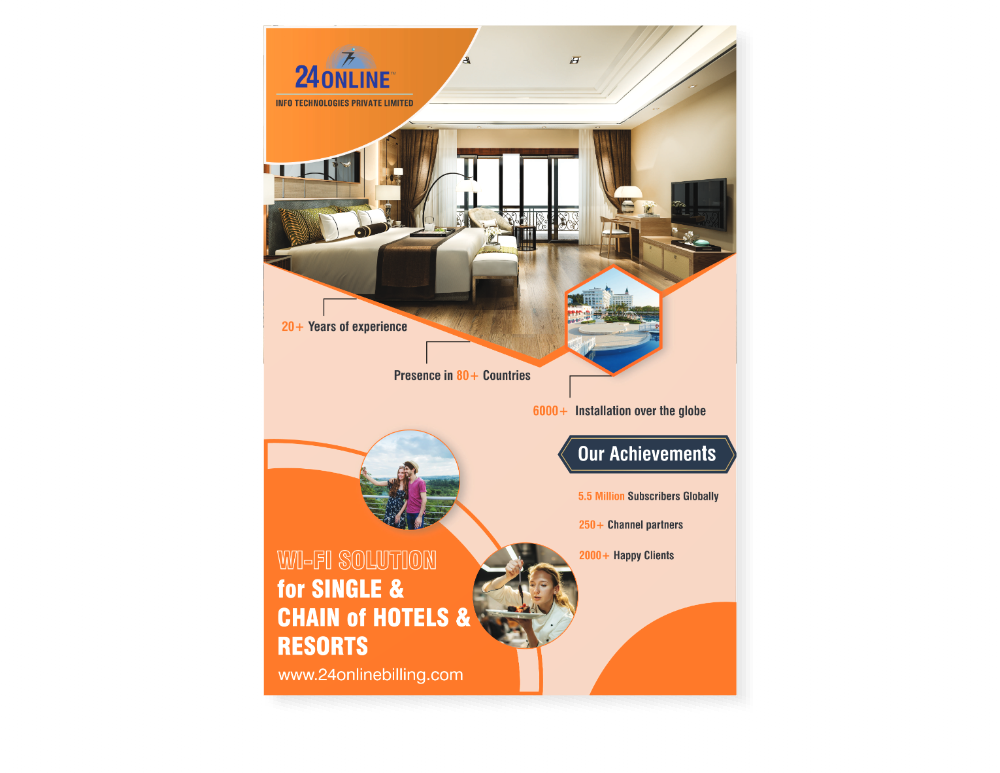 24ONLINE™
INFO TECHNOLOGIES PRIVATE LIMITED
20+ Years of experience
Presence in 80+ Countries
6000+ Installation over the globe
Our Achievements
5.5 Million Subscribers Globally
250+ Channel partners
2000+ Happy Clients
WI-FI SOLUTION
for SINGLE &
CHAIN of HOTELS &
RESORTS
www.24onlinebilling.com